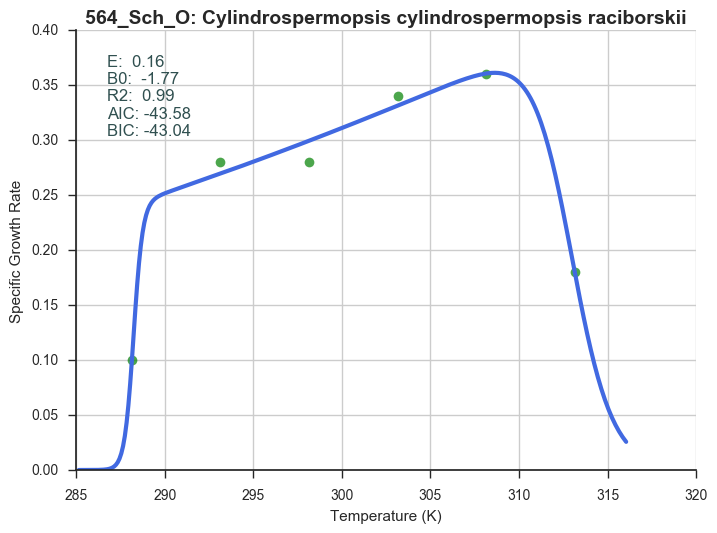 564_Sch_O: Cylindrospermopsis cylindrospermopsis raciborskii
E: 0.16
B0: -1.77
R2: 0.99
AIC: -43.58
BIC: -43.04
0.40
0.35
0.30
0.25
0.20
0.15
0.10
0.05
0.00
Specific Growth Rate
285 290 295 300 305 310 315 320
Temperature (K)